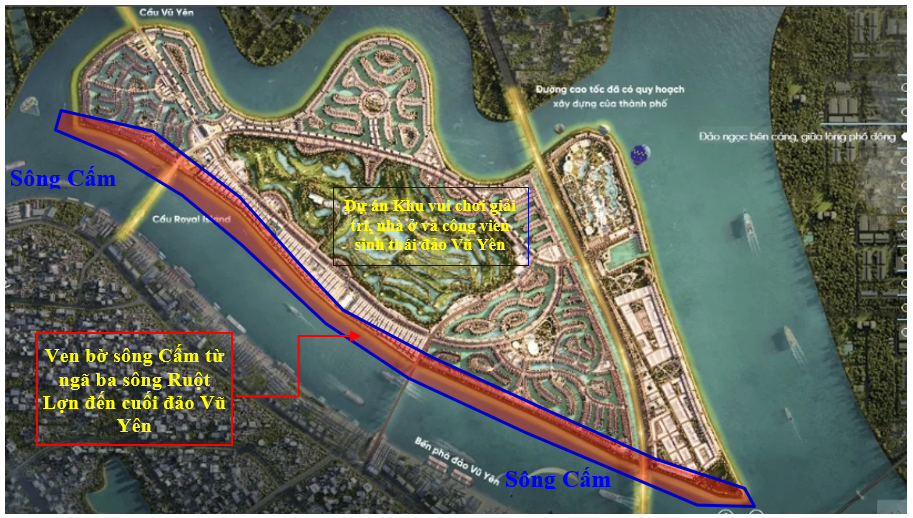 Cầu Vũ Yên
Đường cao tốc đã có quy hoạch
xây dựng của thành phố
Đảo ngọc bên cảng, giữa lòng phố đông
Sông Cấm
Cầu Royal Island
Dự án Khu vui chơi giải
trí, nhà ở và công viên
sinh thái đảo Vũ Yên
Ven bờ sông Cấm từ
ngã ba sông Ruột
Lợn đến cuối đảo Vũ
Yên
Bến phà đảo Vũ Yên
Sông Cấm